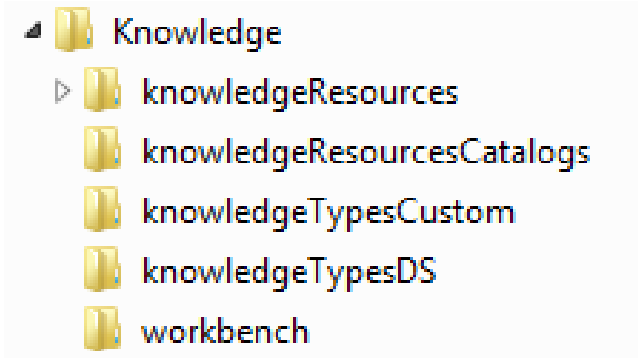 Knowledge
knowledgeResources
knowledgeResourcesCatalogs
knowledgeTypesCustom
knowledgeTypesDS
workbench